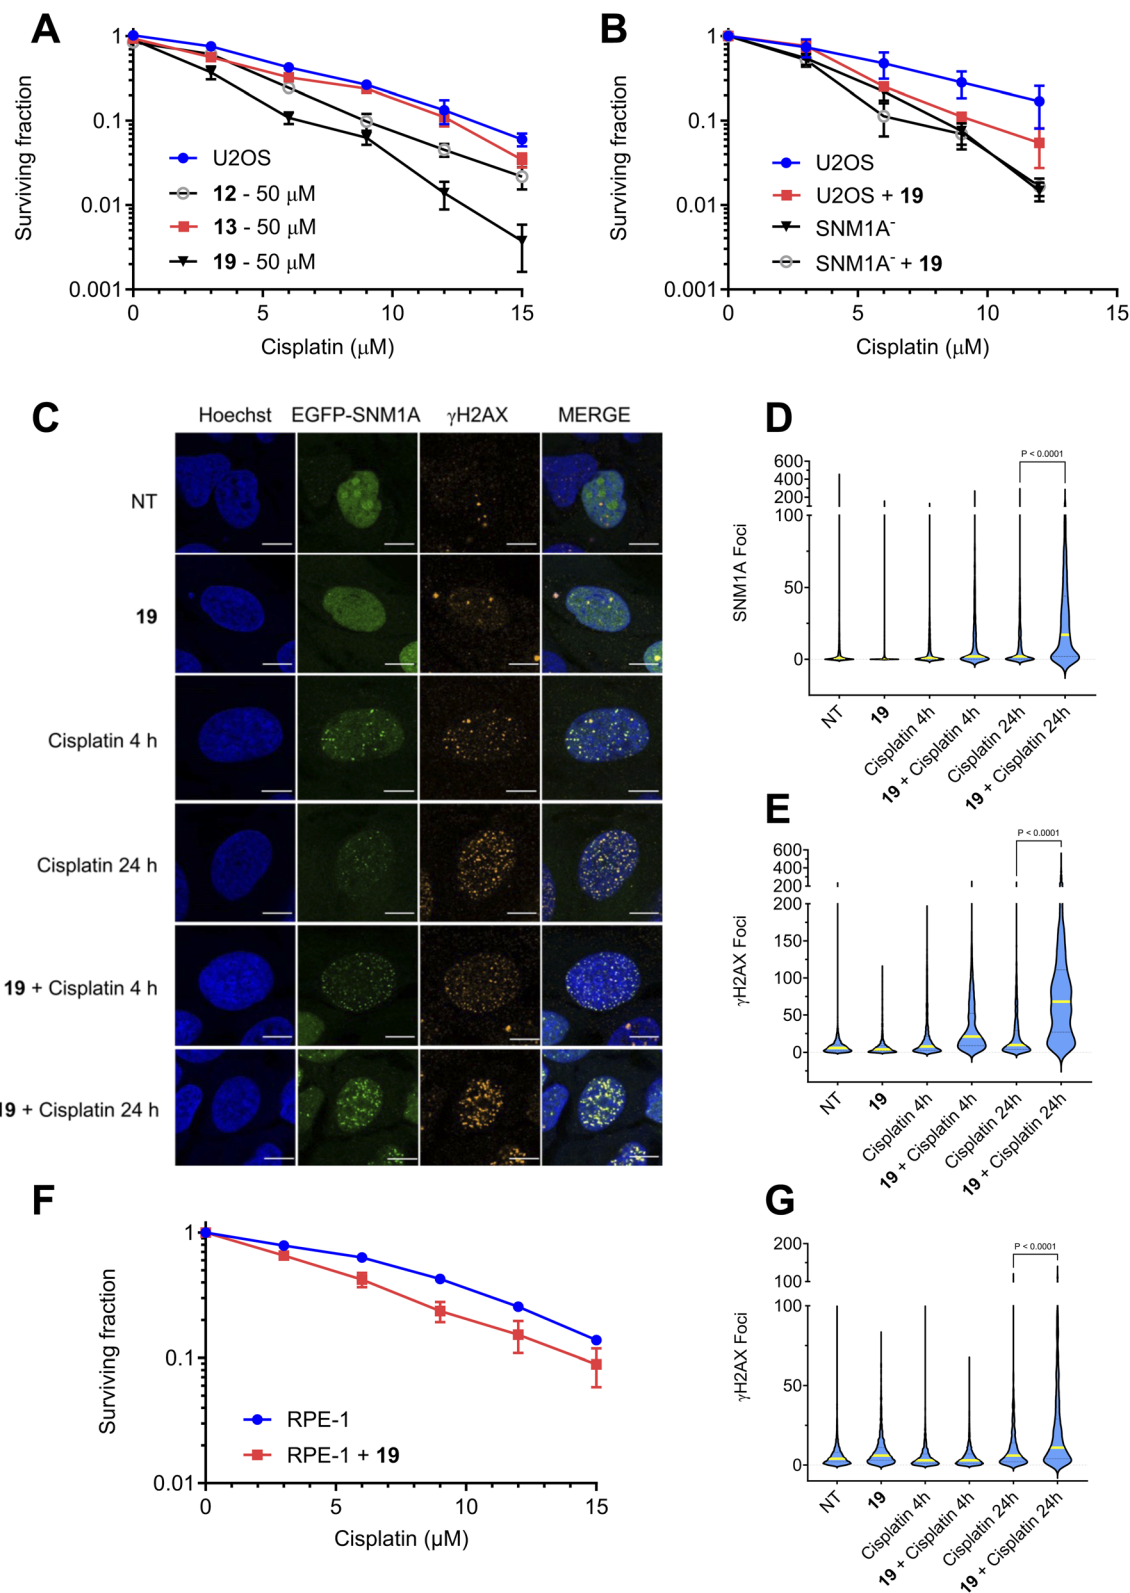 A
Surviving fraction
1
0.1
0.01
0.001
U2OS
12 - 50 μM
13 - 50 μM
19 - 50 μM
0
5
10
15
Cisplatin (μM)
B
Surviving fraction
1
0.1
0.01
0.001
U2OS
U2OS + 19
SNM1A-
SNM1A- + 19
0
5
10
15
Cisplatin (μM)
C
Hoechst EGFP-SNM1A γH2AX MERGE
NT
19
Cisplatin 4 h
Cisplatin 24 h
19 + Cisplatin 4 h
19 + Cisplatin 24 h
D
SNM1A Foci
600
400
200
100
50
0
P < 0.0001
NT
19
Cisplatin 4h
19 + Cisplatin 4h
Cisplatin 24h
19 + Cisplatin 24h
E
γH2AX Foci
600
400
200
200
150
100
50
0
P < 0.0001
NT
19
Cisplatin 4h
19 + Cisplatin 4h
Cisplatin 24h
19 + Cisplatin 24h
F
Surviving fraction
1
0.1
0.01
RPE-1
RPE-1 + 19
0
5
10
15
Cisplatin (μM)
G
γH2AX Foci
200
100
100
50
0
P < 0.0001
NT
19
Cisplatin 4h
19 + Cisplatin 4h
Cisplatin 24h
19 + Cisplatin 24h